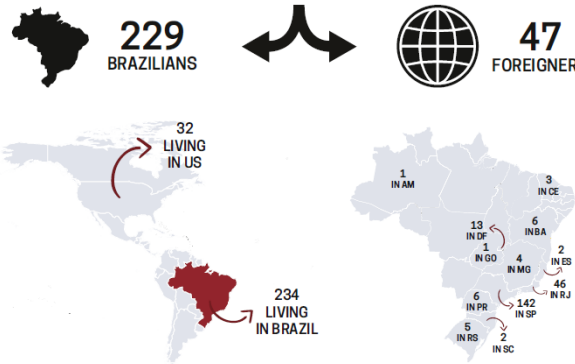 229
BRAZILIANS
47
FOREIGNER
32
LIVING
IN US
234
LIVING
IN BRAZIL
1
IN AM
3
IN CE
13
IN DF
6
IN BA
1
IN GO
2
IN ES
4
IN MG
46
IN RJ
6
IN PR
142
IN SP
5
IN RS
2
IN SC